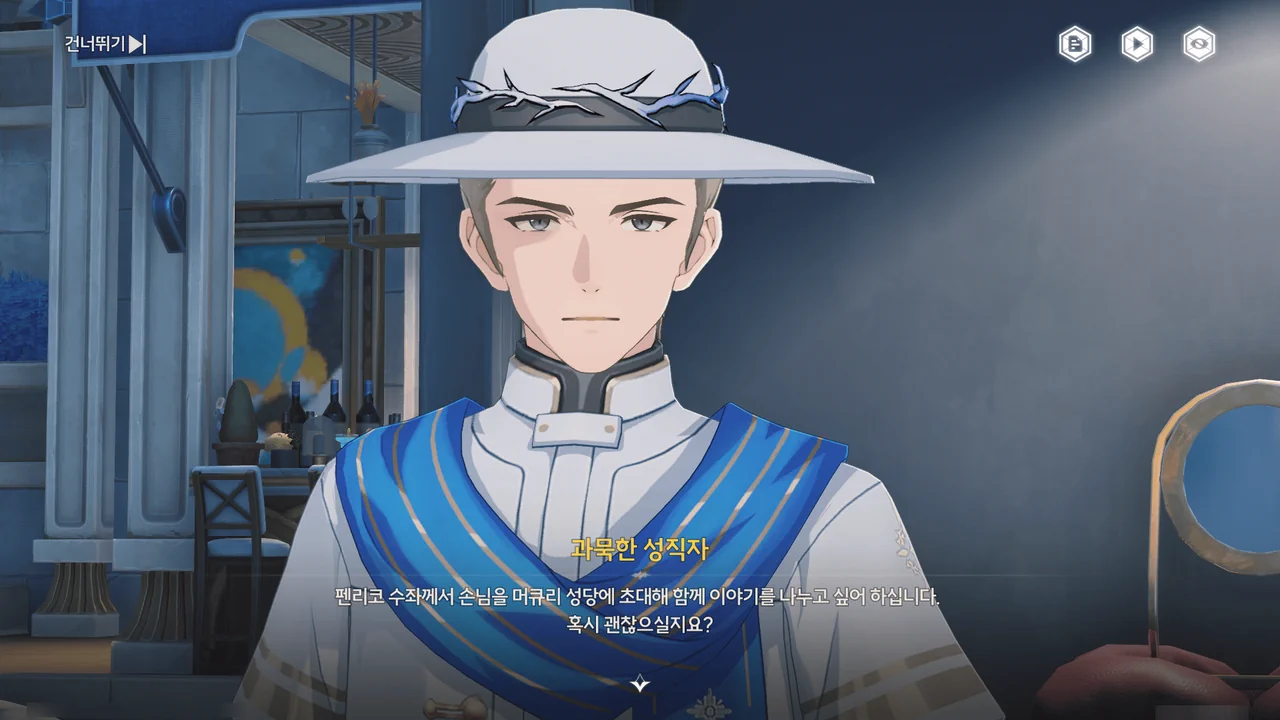 건너뛰기
과묵한 성직자
펜리코 수좌께서 손님을 머큐리 성당에 초대해 함께 이야기를 나누고 싶어 하십니다.
혹시 괜찮으실지요?